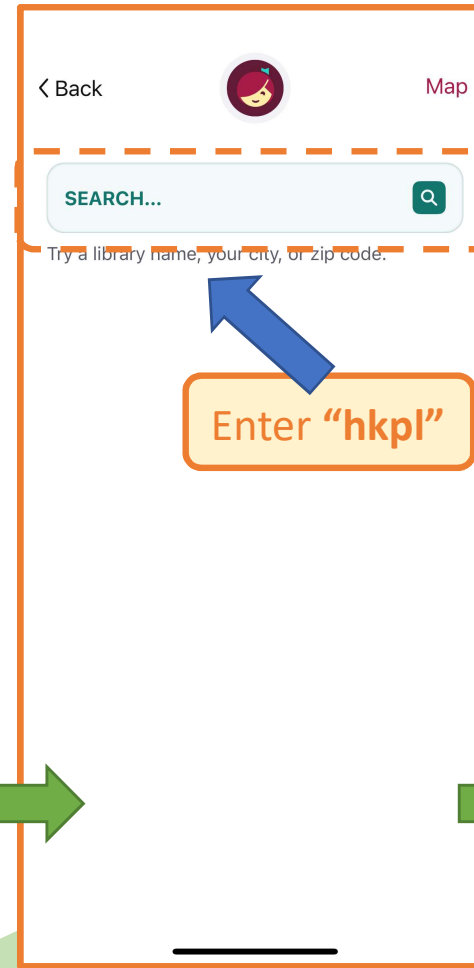 Back
Map
SEARCH...
Try a library name, your city, or zip code.
Enter “hkpl”